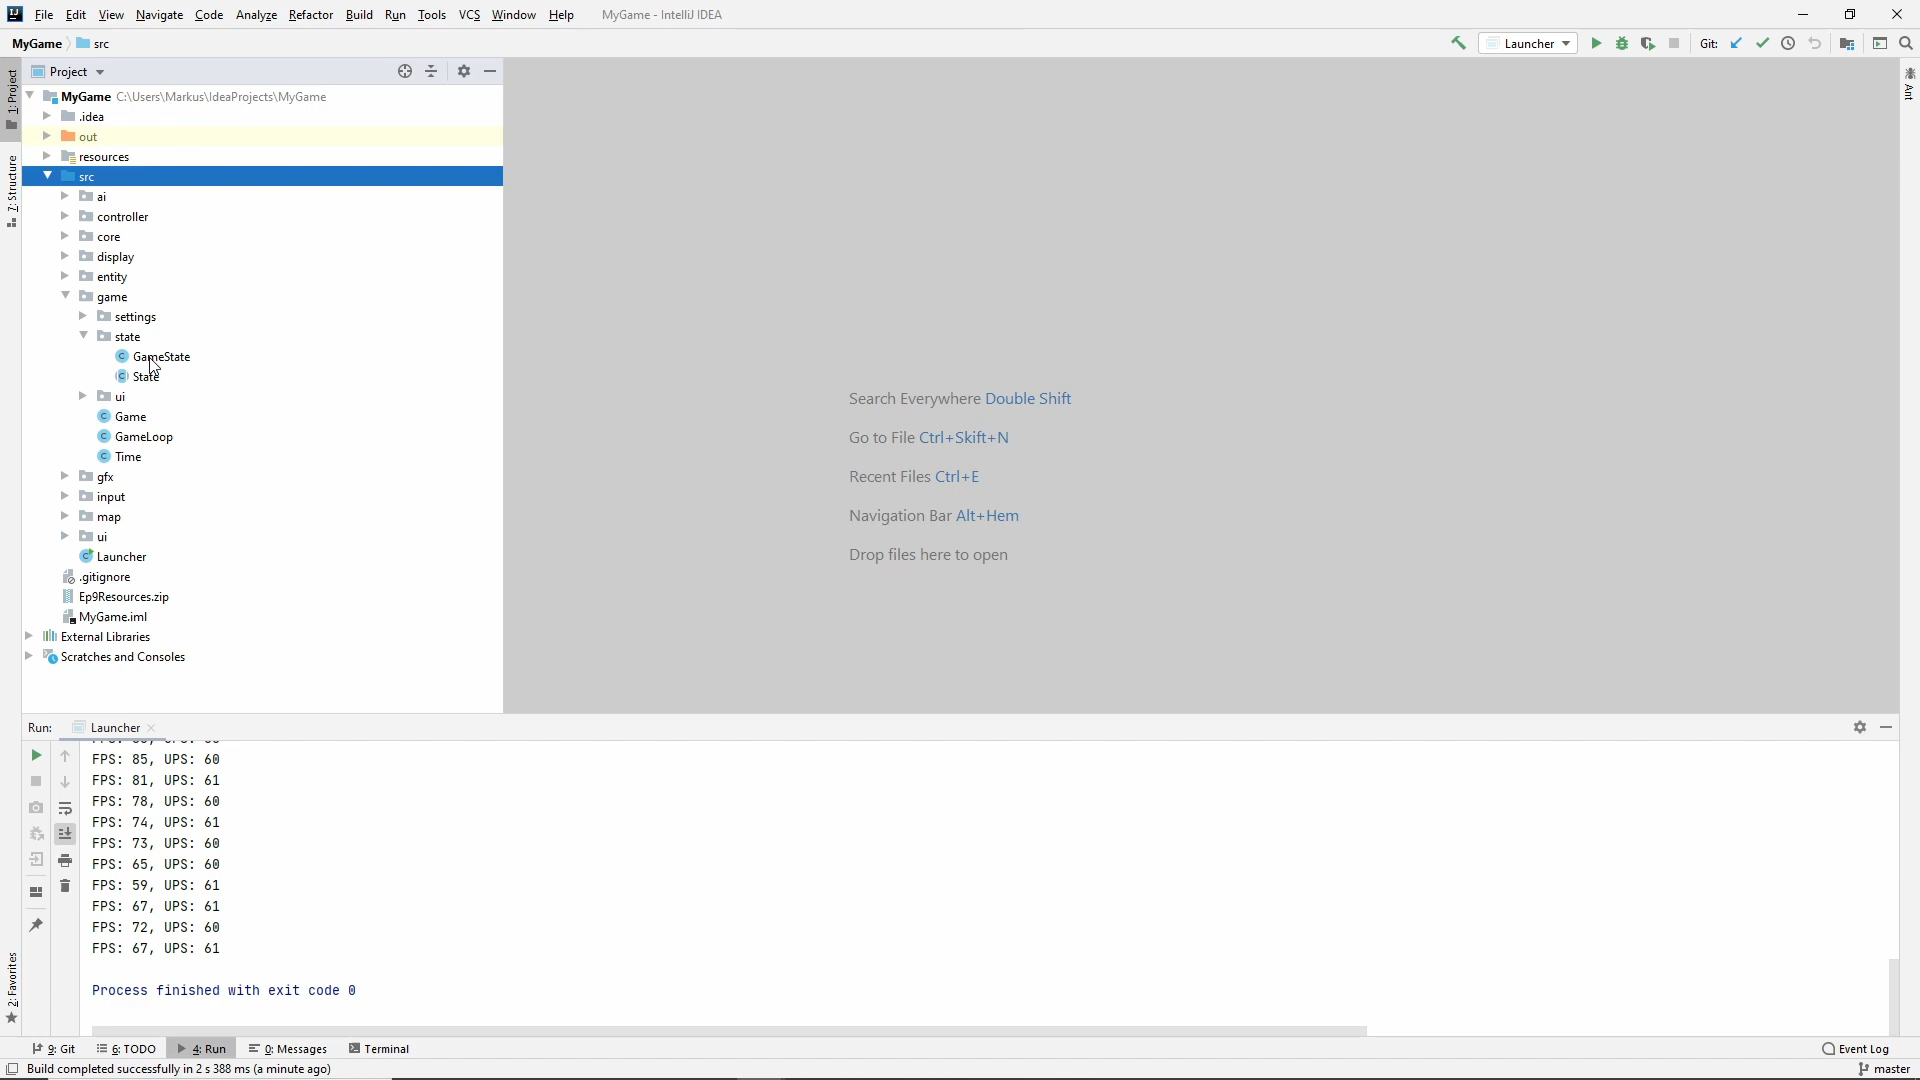 File Edit View Navigate Code Analyze Refactor Build Run Tools VCS Window Help MyGame - IntelliJ IDEA
MyGame src
Launcher Git:
Project
1: Project
7: Structure
2: Favorites
Ant
MyGame C:\Users\Markus\IdeaProjects\MyGame
.idea
out
resources
src
ai
controller
core
display
entity
game
settings
state
GameState
State
ui
Game
GameLoop
Time
gfx
input
map
ui
Launcher
.gitignore
Ep9Resources.zip
MyGame.iml
External Libraries
Scratches and Consoles
Search Everywhere Double Shift
Go to File Ctrl+Skift+N
Recent Files Ctrl+E
Navigation Bar Alt+Hem
Drop files here to open
Run: Launcher
FPS: 85, UPS: 60
FPS: 81, UPS: 61
FPS: 78, UPS: 60
FPS: 74, UPS: 61
FPS: 73, UPS: 60
FPS: 65, UPS: 60
FPS: 59, UPS: 61
FPS: 67, UPS: 61
FPS: 72, UPS: 60
FPS: 67, UPS: 61
Process finished with exit code 0
9: Git 6: TODO 4: Run 0: Messages Terminal Event Log
Build completed successfully in 2 s 388 ms (a minute ago) master